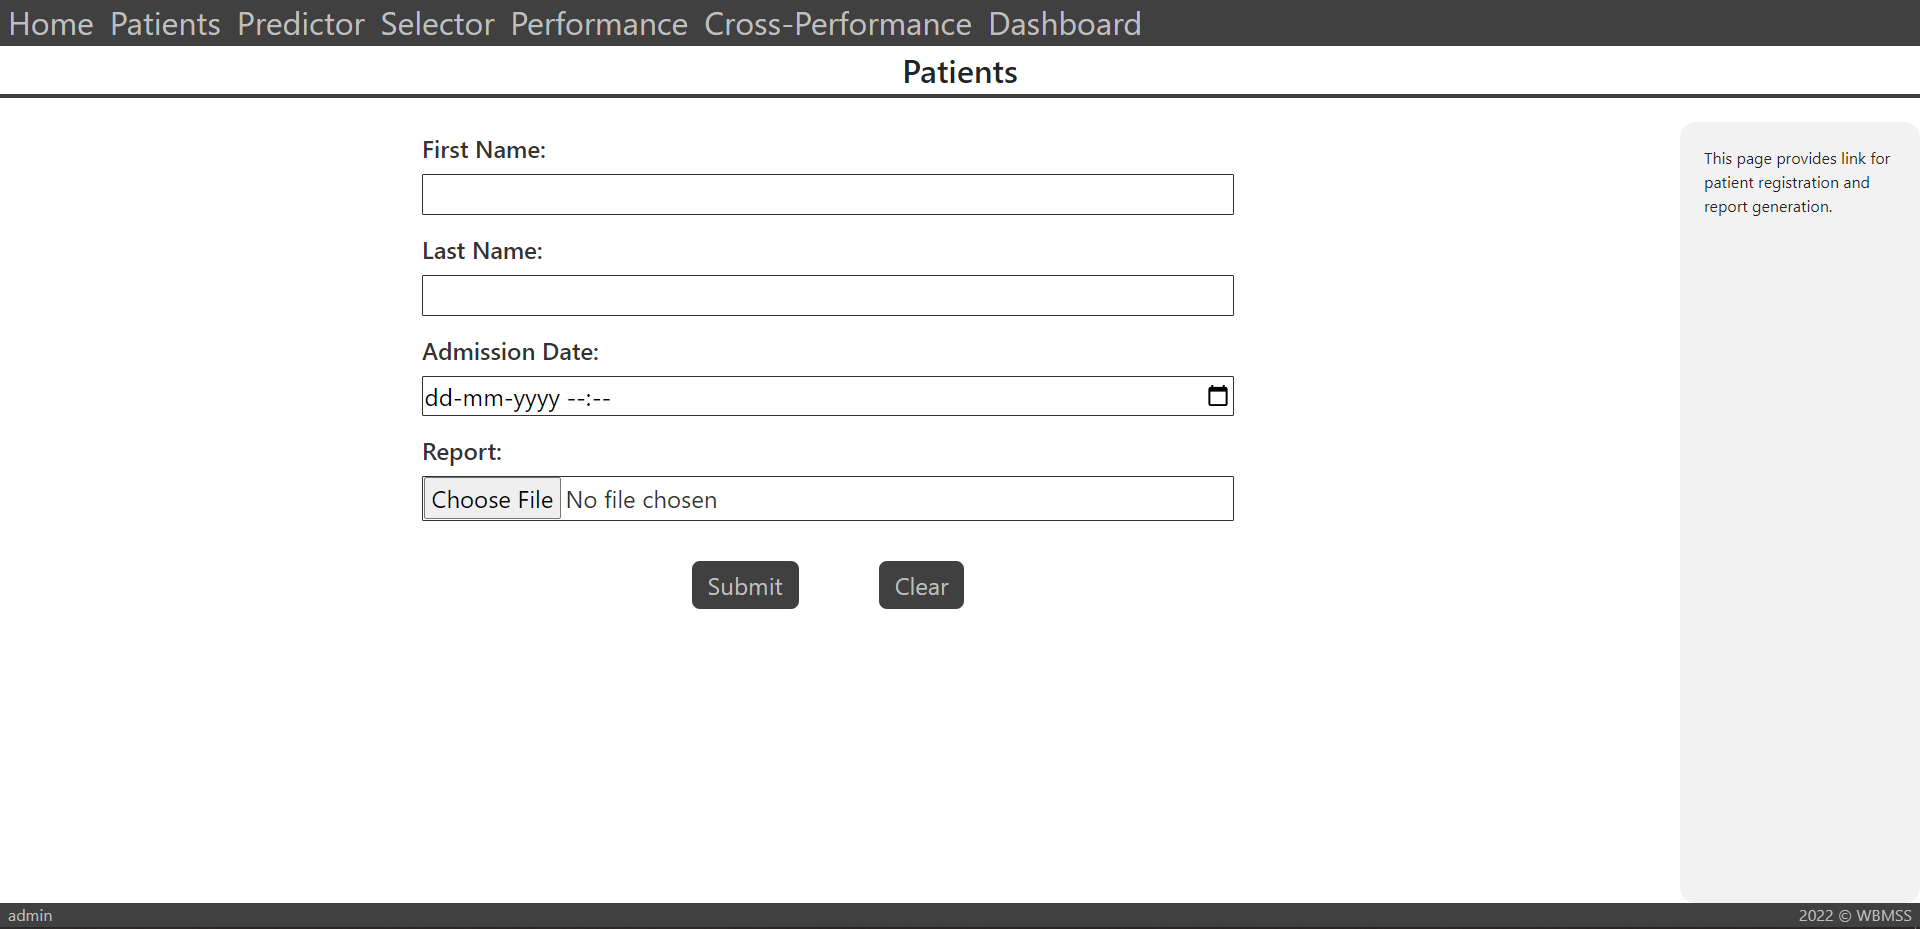 Home Patients Predictor Selector Performance Cross-Performance Dashboard
Patients
First Name:
Last Name:
Admission Date:
dd-mm-yyyy --:--
Report:
Choose File No file chosen
Submit Clear
This page provides link for
patient registration and
report generation.
admin
2022 © WBMSS